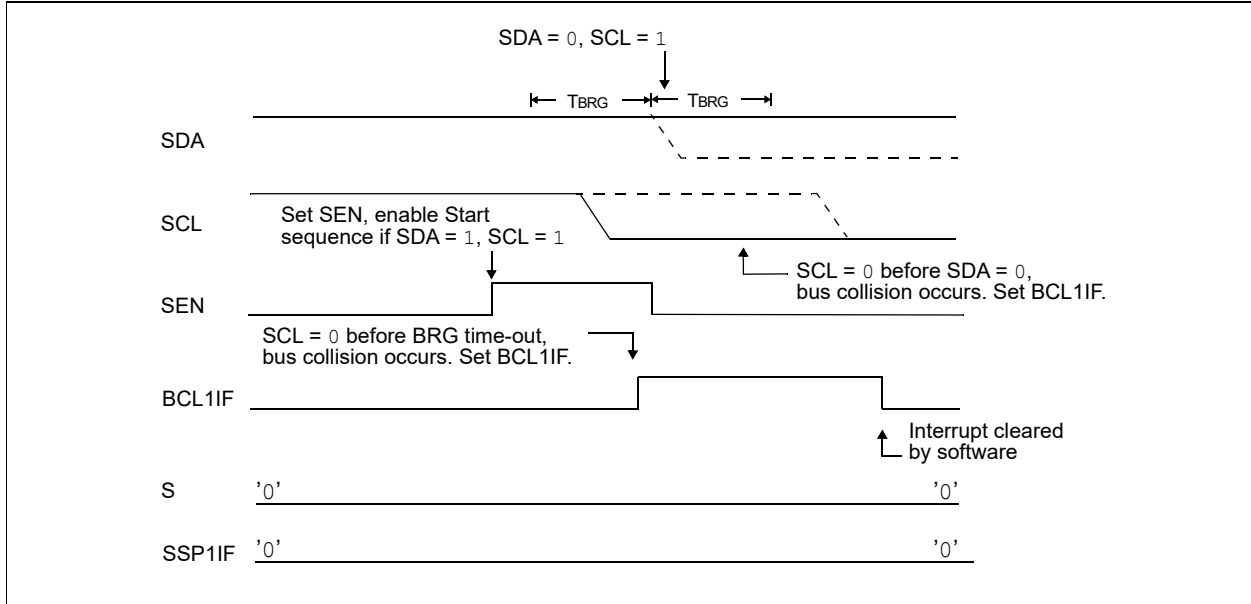 SDA = 0, SCL = 1
TBRG TBRG
SDA
SCL
Set SEN, enable Start
sequence if SDA = 1, SCL = 1
SCL = 0 before SDA = 0,
bus collision occurs. Set BCL1IF.
SEN
SCL = 0 before BRG time-out,
bus collision occurs. Set BCL1IF.
BCL1IF
Interrupt cleared
by software
S '0' '0'
SSP1IF '0' '0'